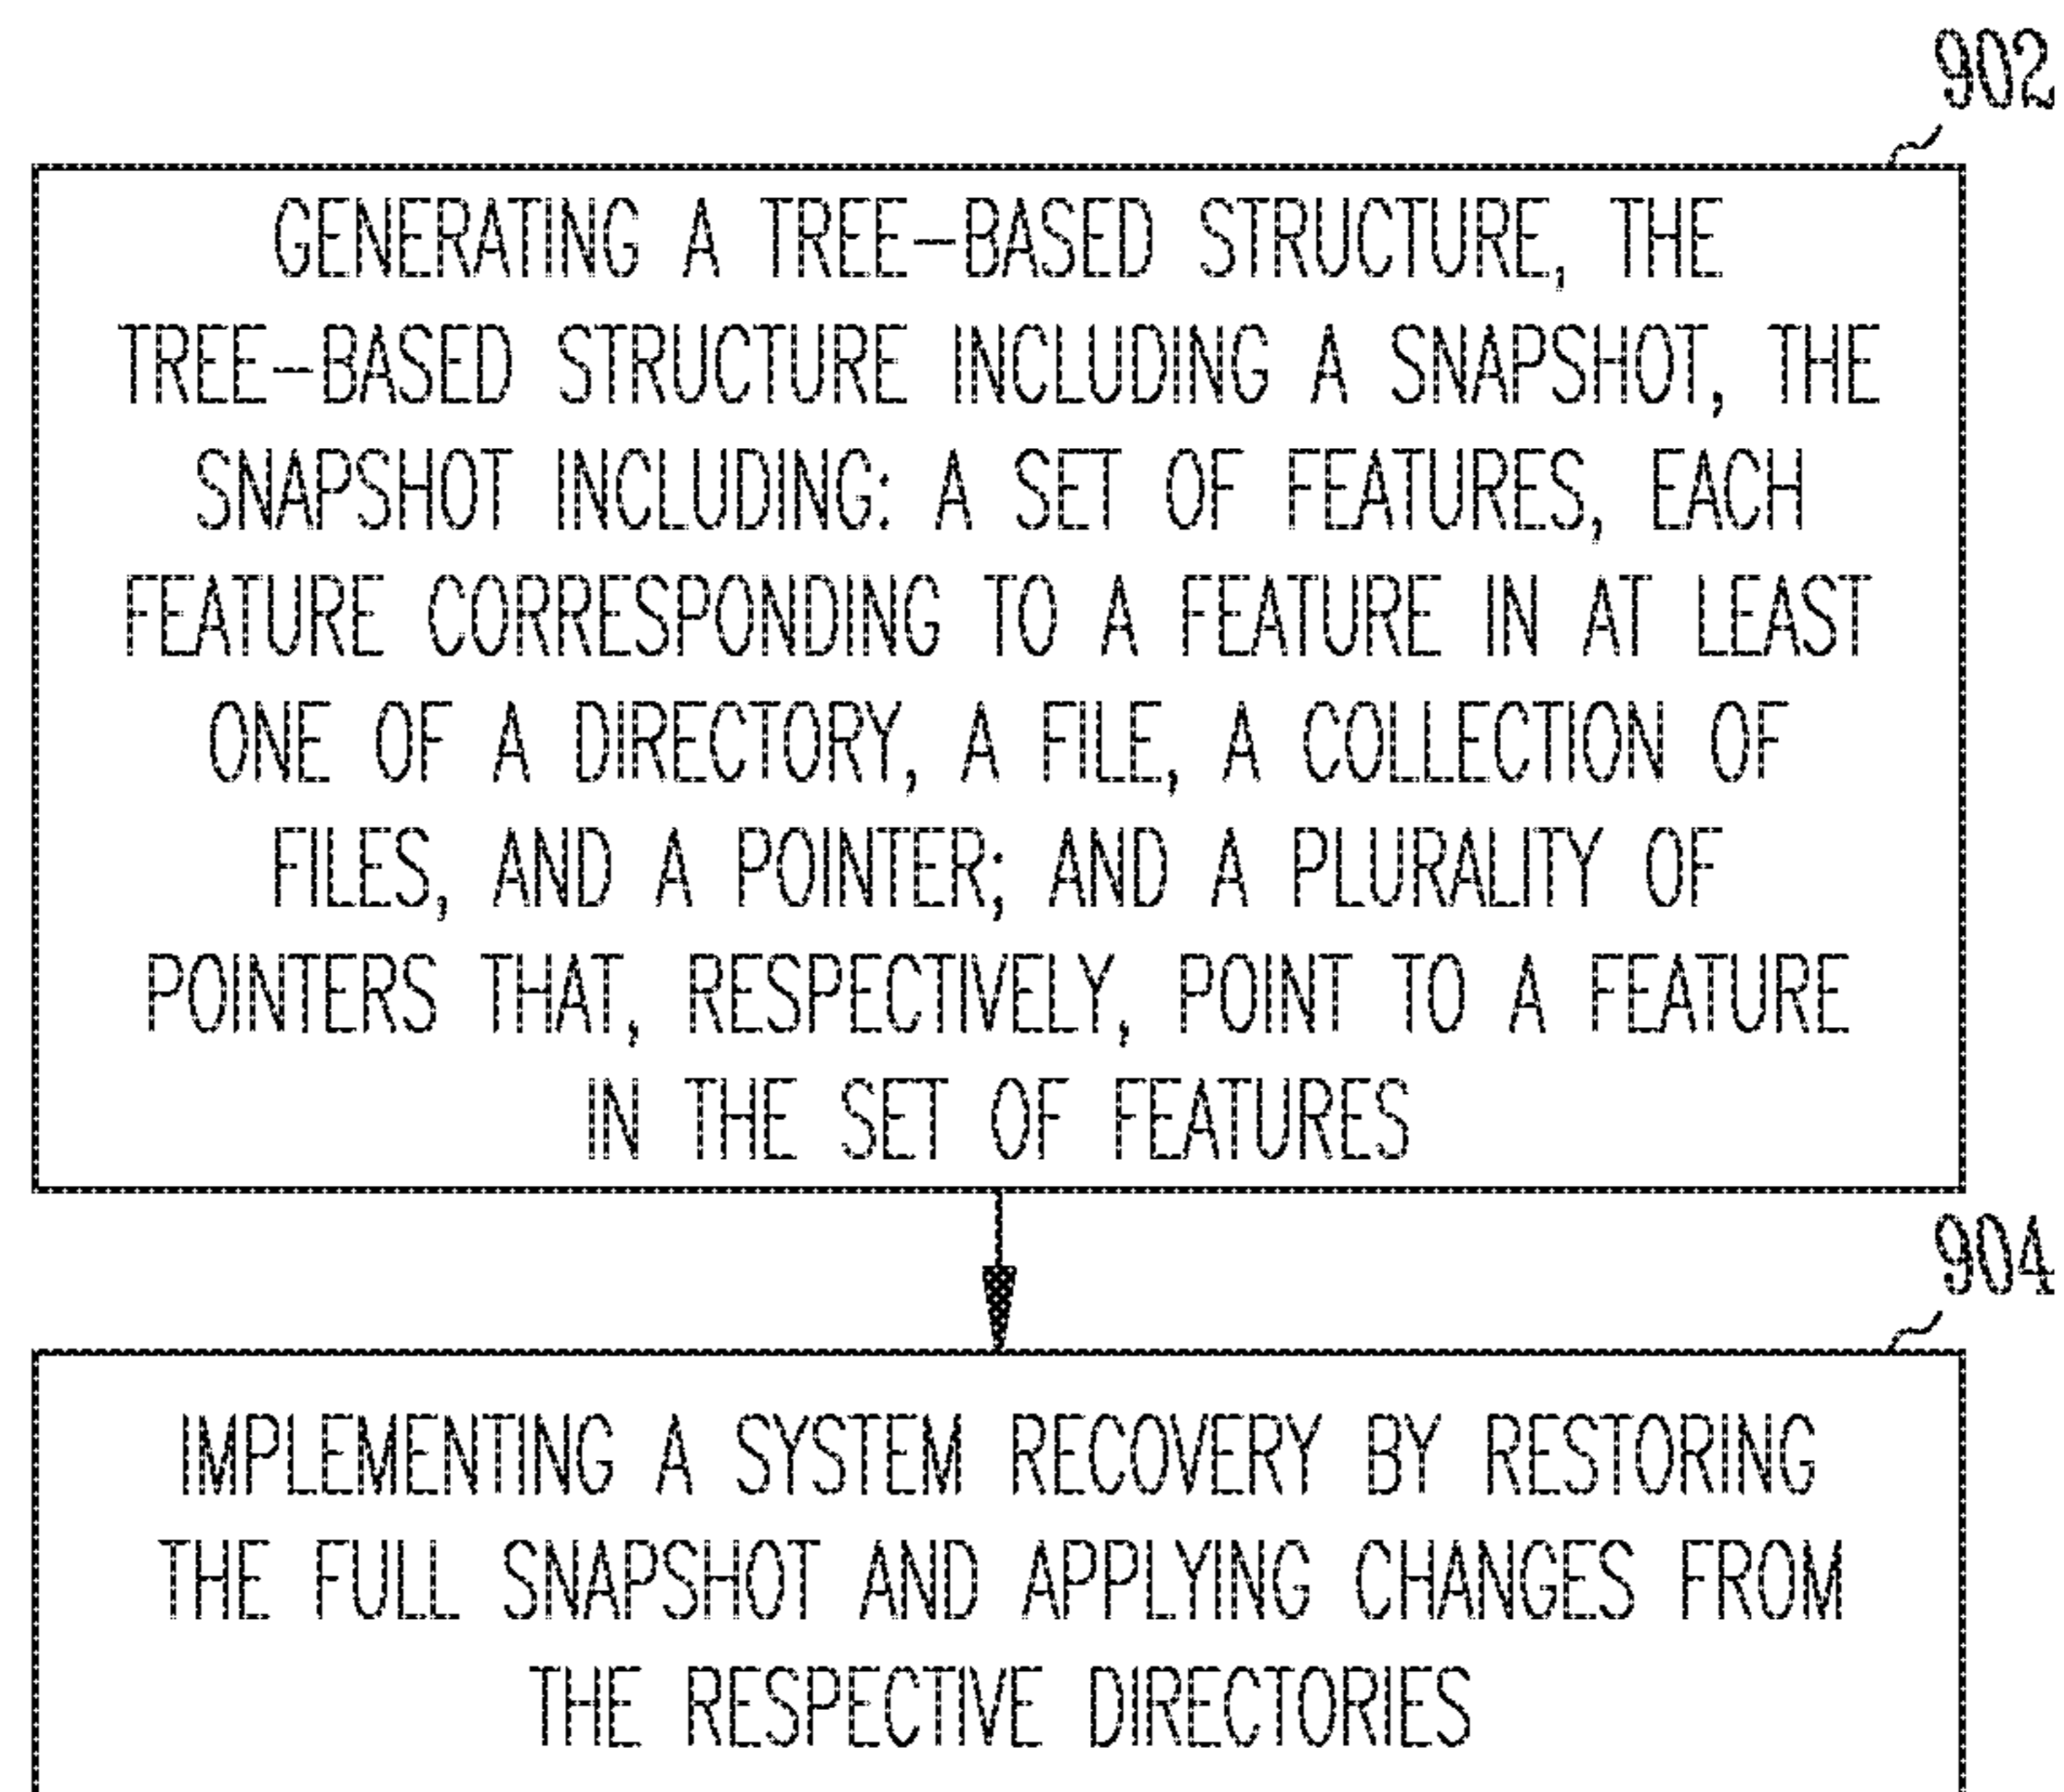 902
GENERATING A TREE-BASED STRUCTURE, THE
TREE-BASED STRUCTURE INCLUDING A SNAPSHOT, THE
SNAPSHOT INCLUDING: A SET OF FEATURES, EACH
FEATURE CORRESPONDING TO A FEATURE IN AT LEAST
ONE OF A DIRECTORY, A FILE, A COLLECTION OF
FILES, AND A POINTER; AND A PLURALITY OF
POINTERS THAT, RESPECTIVELY, POINT TO A FEATURE
IN THE SET OF FEATURES
904
IMPLEMENTING A SYSTEM RECOVERY BY RESTORING
THE FULL SNAPSHOT AND APPLYING CHANGES FROM
THE RESPECTIVE DIRECTORIES